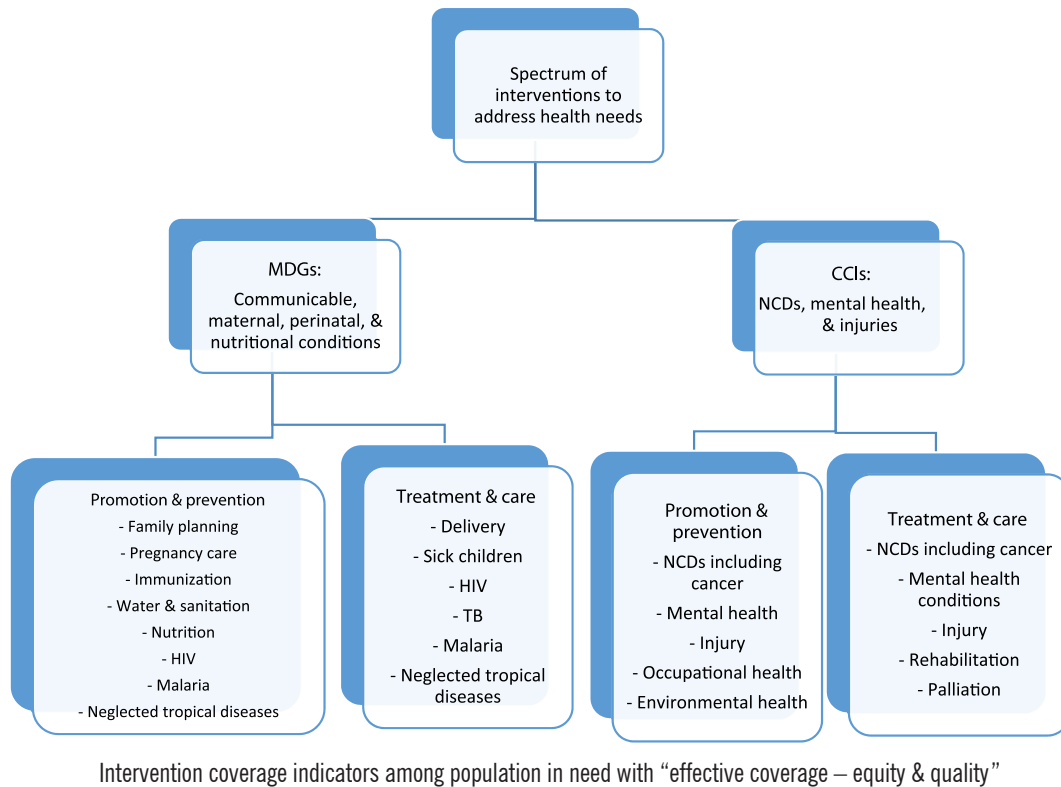 Spectrum of
interventions to
address health needs
MDGs:
Communicable,
maternal, perinatal, &
nutritional conditions
CCIs:
NCDs, mental health,
& injuries
Promotion & prevention
- Family planning
- Pregnancy care
- Immunization
- Water & sanitation
- Nutrition
- HIV
- Malaria
- Neglected tropical diseases
Treatment & care
- Delivery
- Sick children
- HIV
- TB
- Malaria
- Neglected tropical
diseases
Promotion &
prevention
- NCDs including
cancer
- Mental health
- Injury
- Occupational health
- Environmental health
Treatment & care
- NCDs including cancer
- Mental health
conditions
- Injury
- Rehabilitation
- Palliation
Intervention coverage indicators among population in need with “effective coverage – equity & quality”